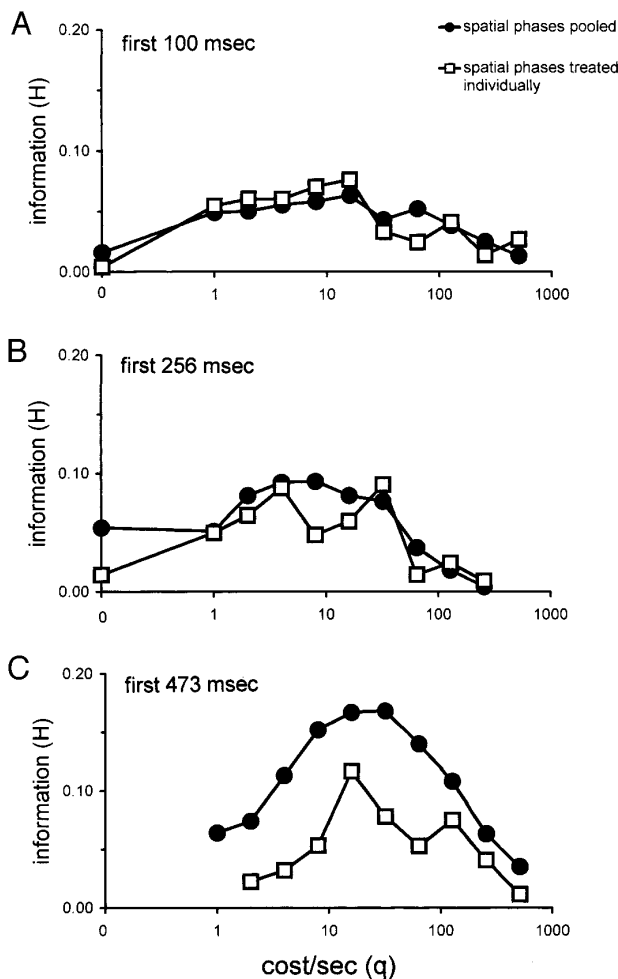 A
0.20
first 100 msec
spatial phases pooled
spatial phases treated
individually
information (H)
0.10
0.00
0
1
10
100
1000
B
0.20
first 256 msec
information (H)
0.10
0.00
0
1
10
100
1000
C
0.20
first 473 msec
information (H)
0.10
0.00
0
1
10
100
1000
cost/sec (q)